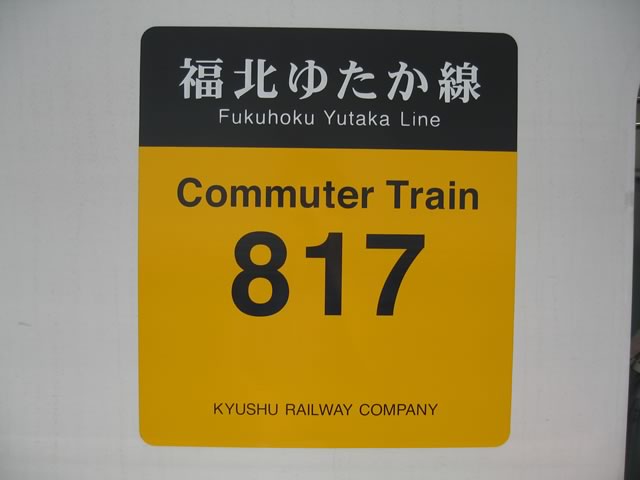 福北ゆたか線
Fukuhoku Yutaka Line
Commuter Train
817
KYUSHU RAILWAY COMPANY